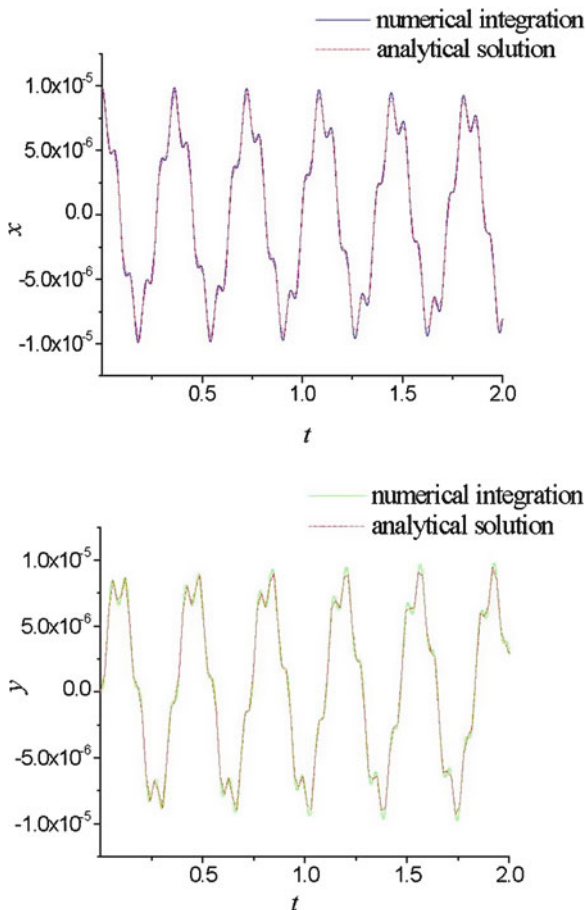 numerical integration
analytical solution
1.0x10⁻⁵
5.0x10⁻⁶
0.0
-5.0x10⁻⁶
-1.0x10⁻⁵
x
0.5 1.0 1.5 2.0
t
numerical integration
analytical solution
1.0x10⁻⁵
5.0x10⁻⁶
0.0
-5.0x10⁻⁶
-1.0x10⁻⁵
y
0.5 1.0 1.5 2.0
t